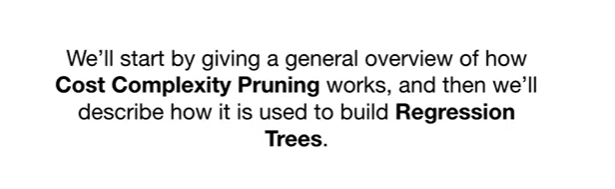 We'll start by giving a general overview of how
Cost Complexity Pruning works, and then we'll
describe how it is used to build Regression
Trees.